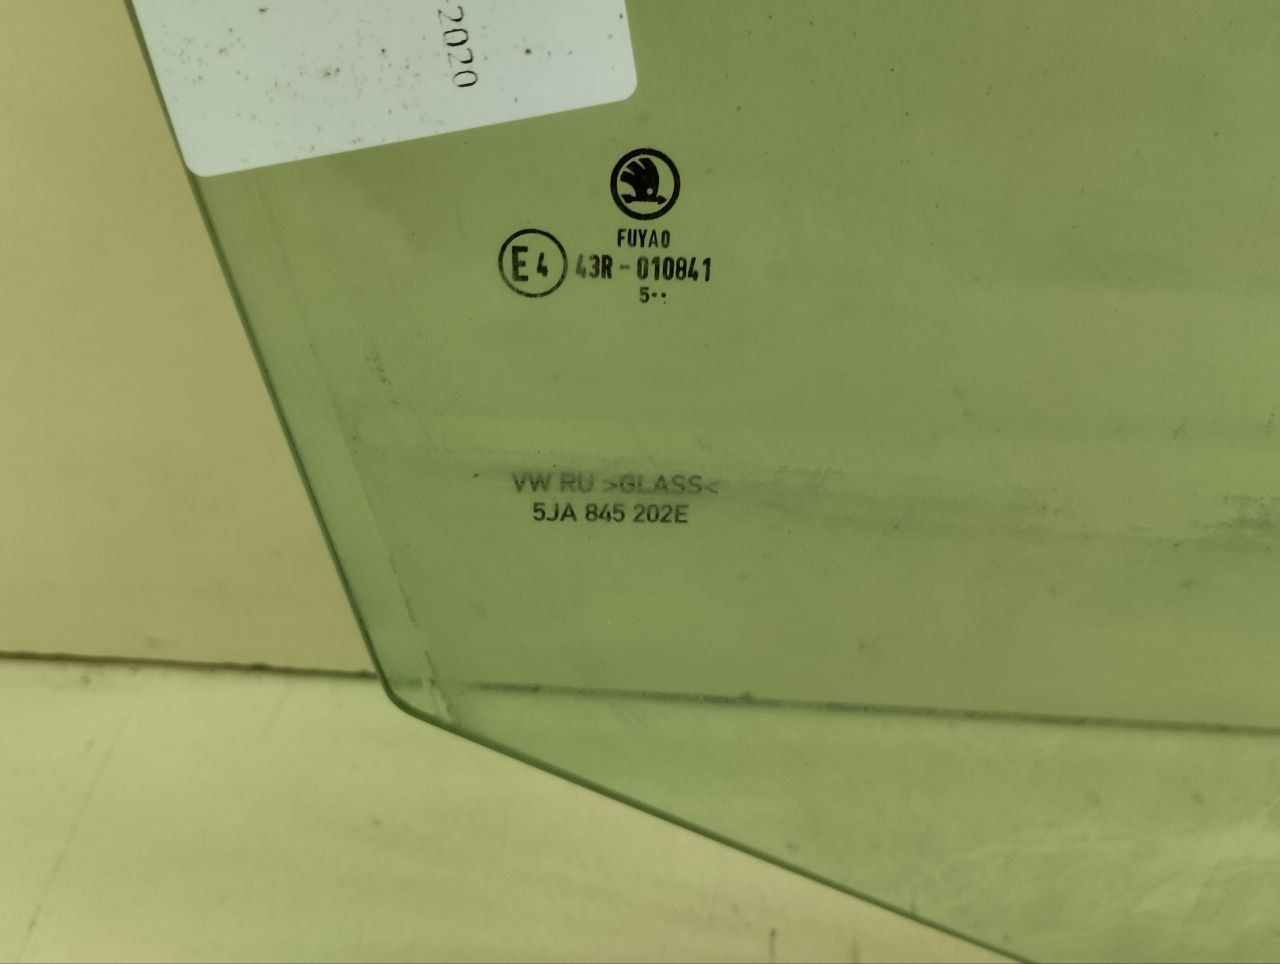 2020
FUYAO
E4 43R-010841
5··
VW RU >GLASS<
5JA 845 202E